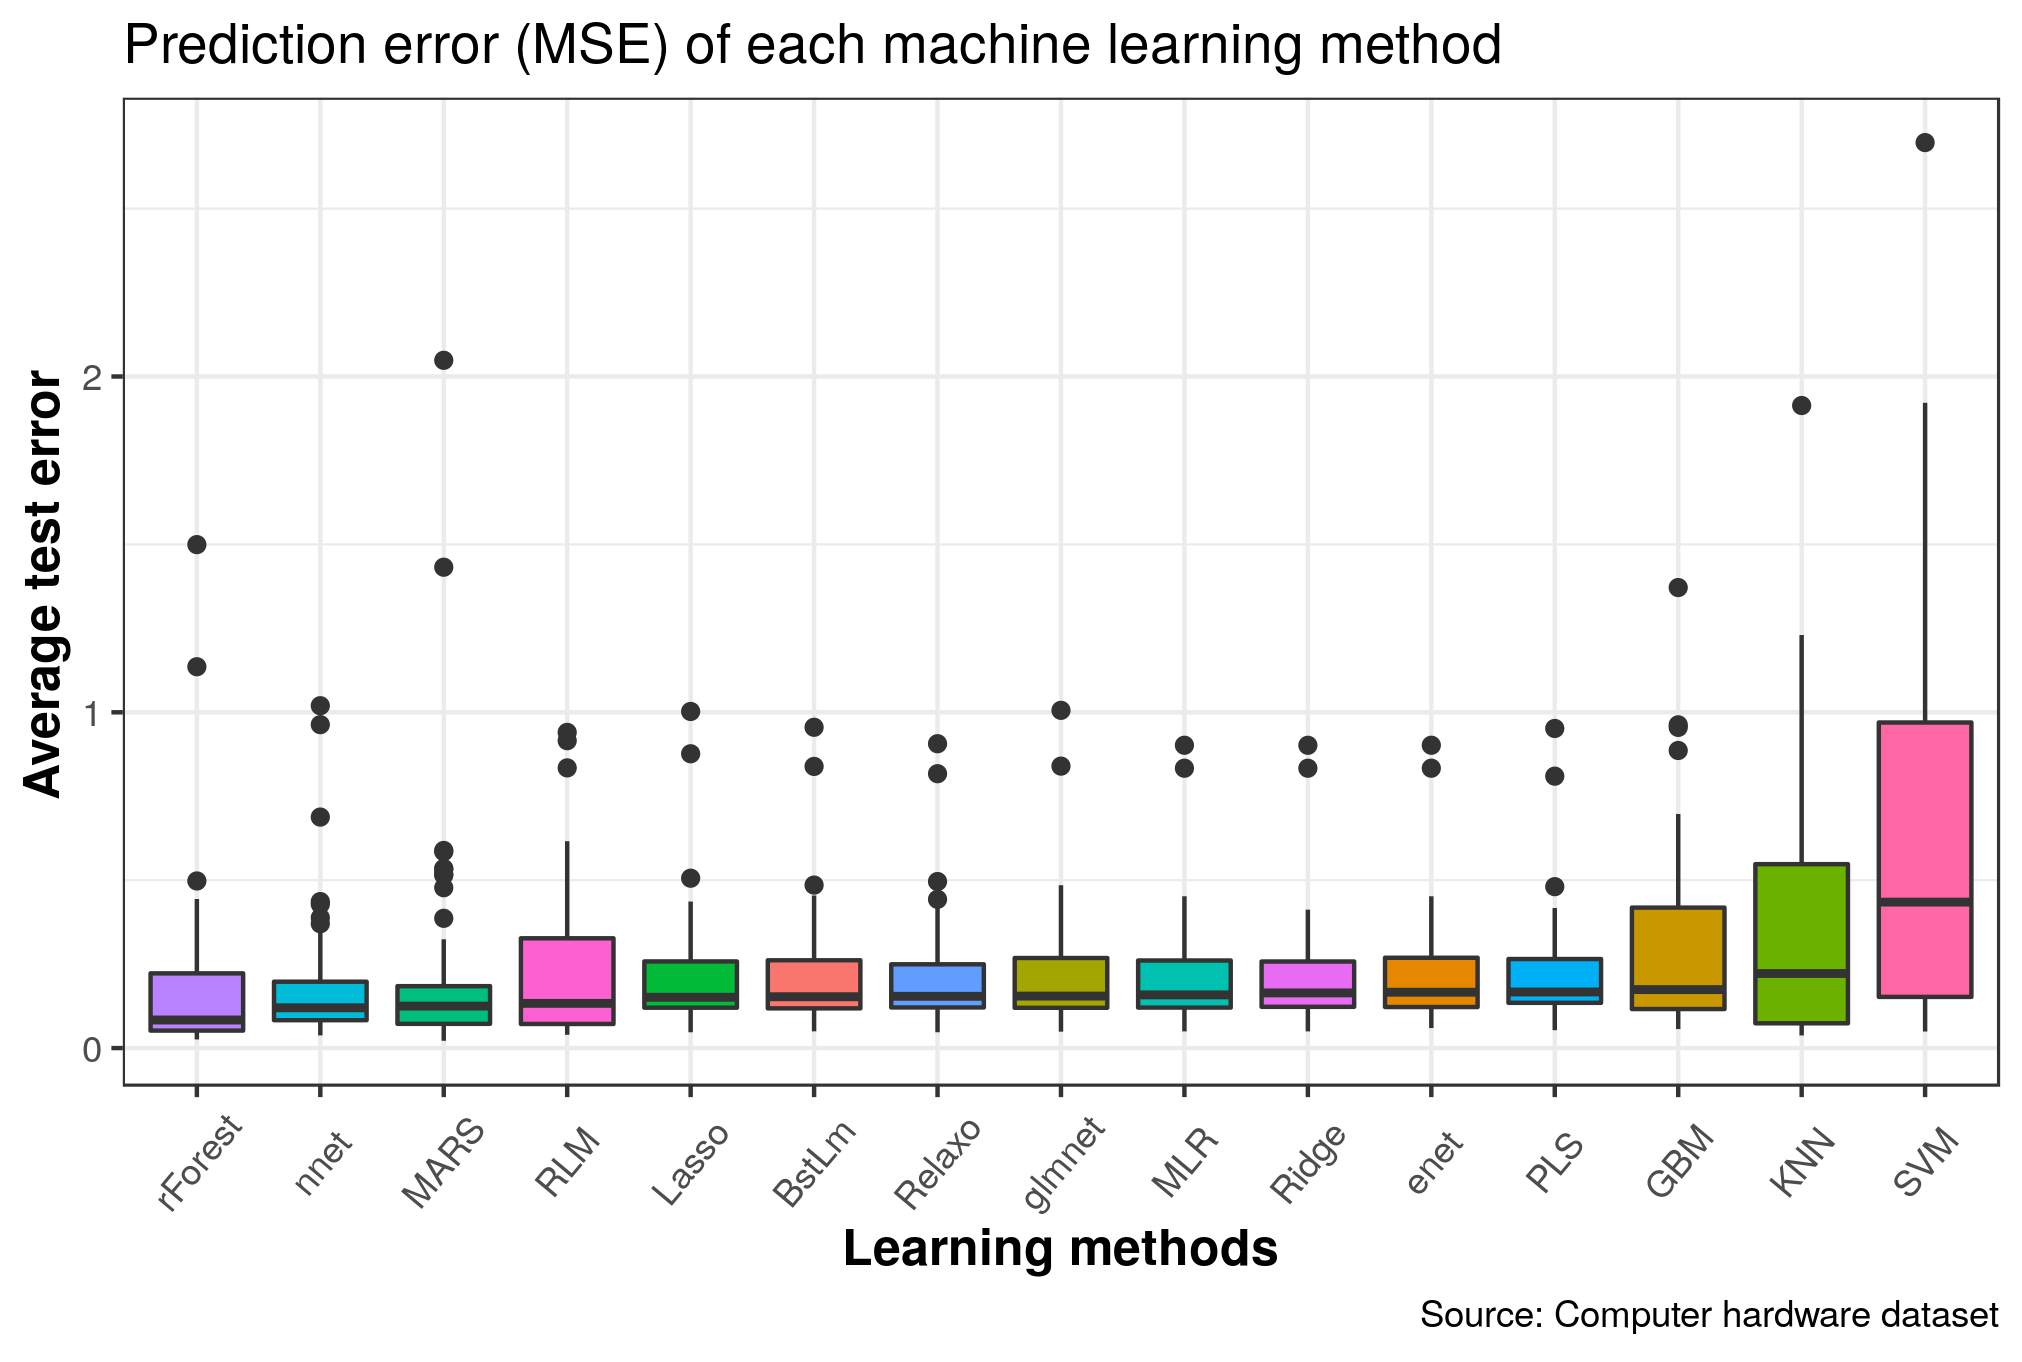 Prediction error (MSE) of each machine learning method
Average test error
2
1
0
rForest
nnet
MARS
RLM
Lasso
BstLm
Relaxo
glmnet
MLR
Ridge
enet
PLS
GBM
KNN
SVM
Learning methods
Source: Computer hardware dataset